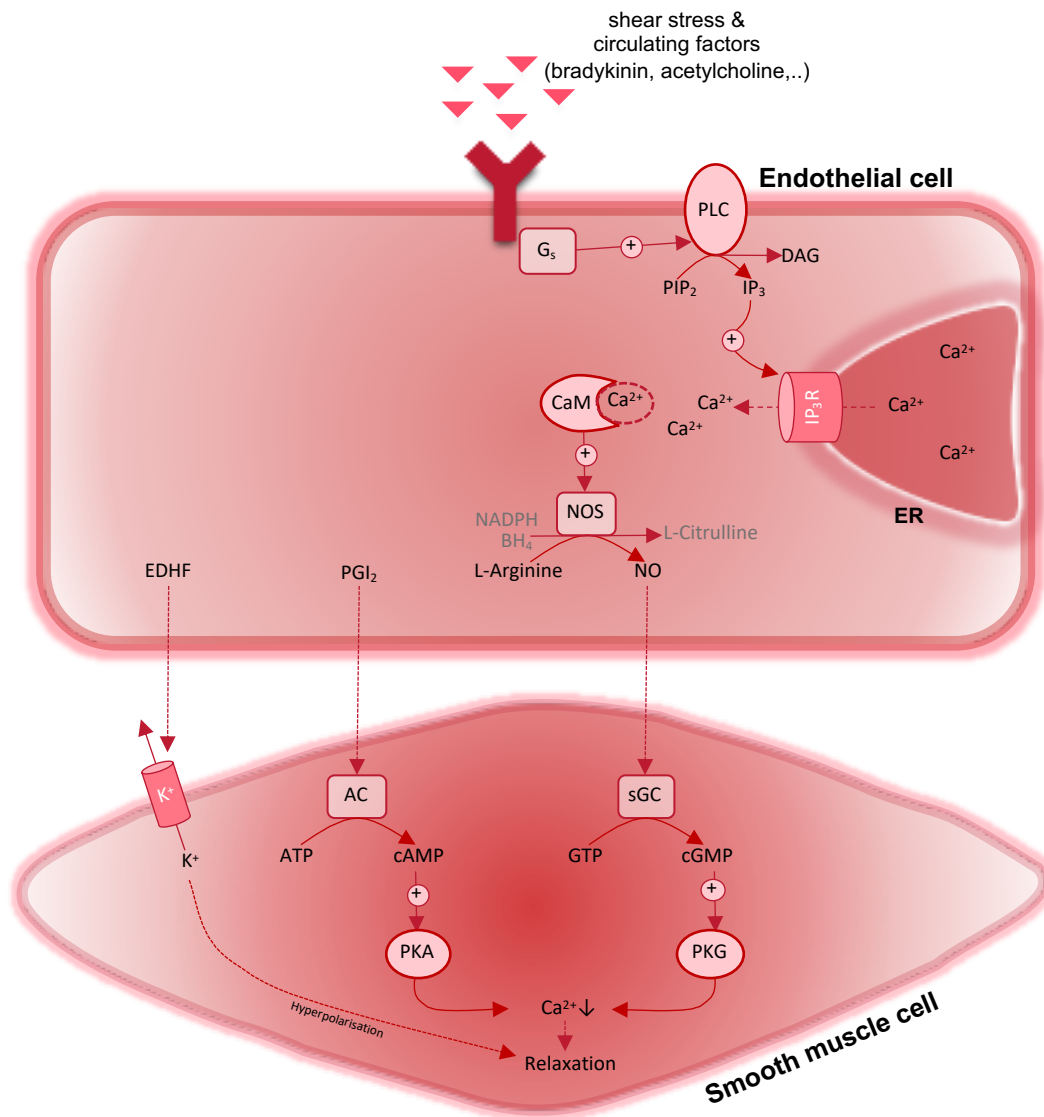 shear stress &
circulating factors
(bradykinin, acetylcholine,..)
Endothelial cell
PLC
Gₛ
+
DAG
PIP₂
IP₃
+
Ca²⁺
CaM
Ca²⁺
Ca²⁺
IP₃R
Ca²⁺
Ca²⁺
Ca²⁺
+
ER
NOS
NADPH
BH₄
L-Citrulline
L-Arginine
NO
EDHF
PGI₂
K⁺
AC
sGC
K⁺
ATP
cAMP
GTP
cGMP
+
+
PKA
PKG
Hyperpolarisation
Ca²⁺ ↓
Relaxation
Smooth muscle cell